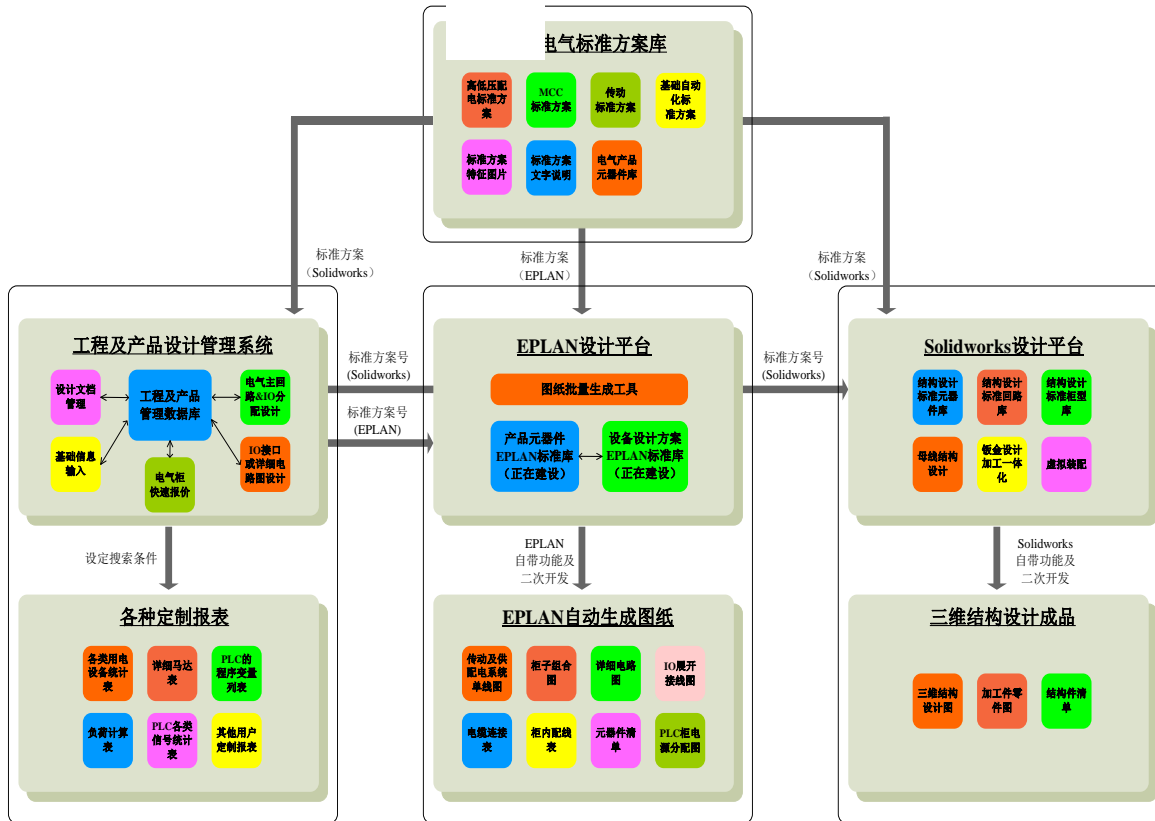 电气标准方案库
高低压配
电标准方
案
MCC
标准方案
传动
标准方案
基础自动
化标
准方案
标准方案
特征图片
标准方案
文字说明
电气产品
元器件库
标准方案
（Solidworks）
标准方案
（EPLAN）
标准方案
（Solidworks）
工程及产品设计管理系统
设计文档
管理
工程及产品
管理数据库
电气主回
路&IO分
配设计
基础信息
输入
电气柜
快速报价
IO接口
或详细电
路图设计
标准方案号
(Solidworks)
标准方案号
(EPLAN)
EPLAN设计平台
图纸批量生成工具
产品元器件
EPLAN标准库
（正在建设）
设备设计方案
EPLAN标准库
（正在建设）
标准方案号
(Solidworks)
Solidworks设计平台
结构设计
标准元器
件库
结构设计
标准回路
库
结构设计
标准柜型
库
母线结构
设计
钣金设计
加工一体
化
虚拟装配
设定搜索条件
EPLAN
自带功能及
二次开发
Solidworks
自带功能及
二次开发
各种定制报表
各类用电
设备统计
表
详细马达
表
PLC的
程序变量
列表
负荷计算
表
PLC各类
信号统计
表
其他用户
定制报表
EPLAN自动生成图纸
传动及供
配电系统
单线图
柜子组合
图
详细电路
图
IO展开
接线图
电缆连接
表
柜内配线
表
元器件清
单
PLC柜电
源分配图
三维结构设计成品
三维结构
设计图
加工件零
件图
结构件清
单